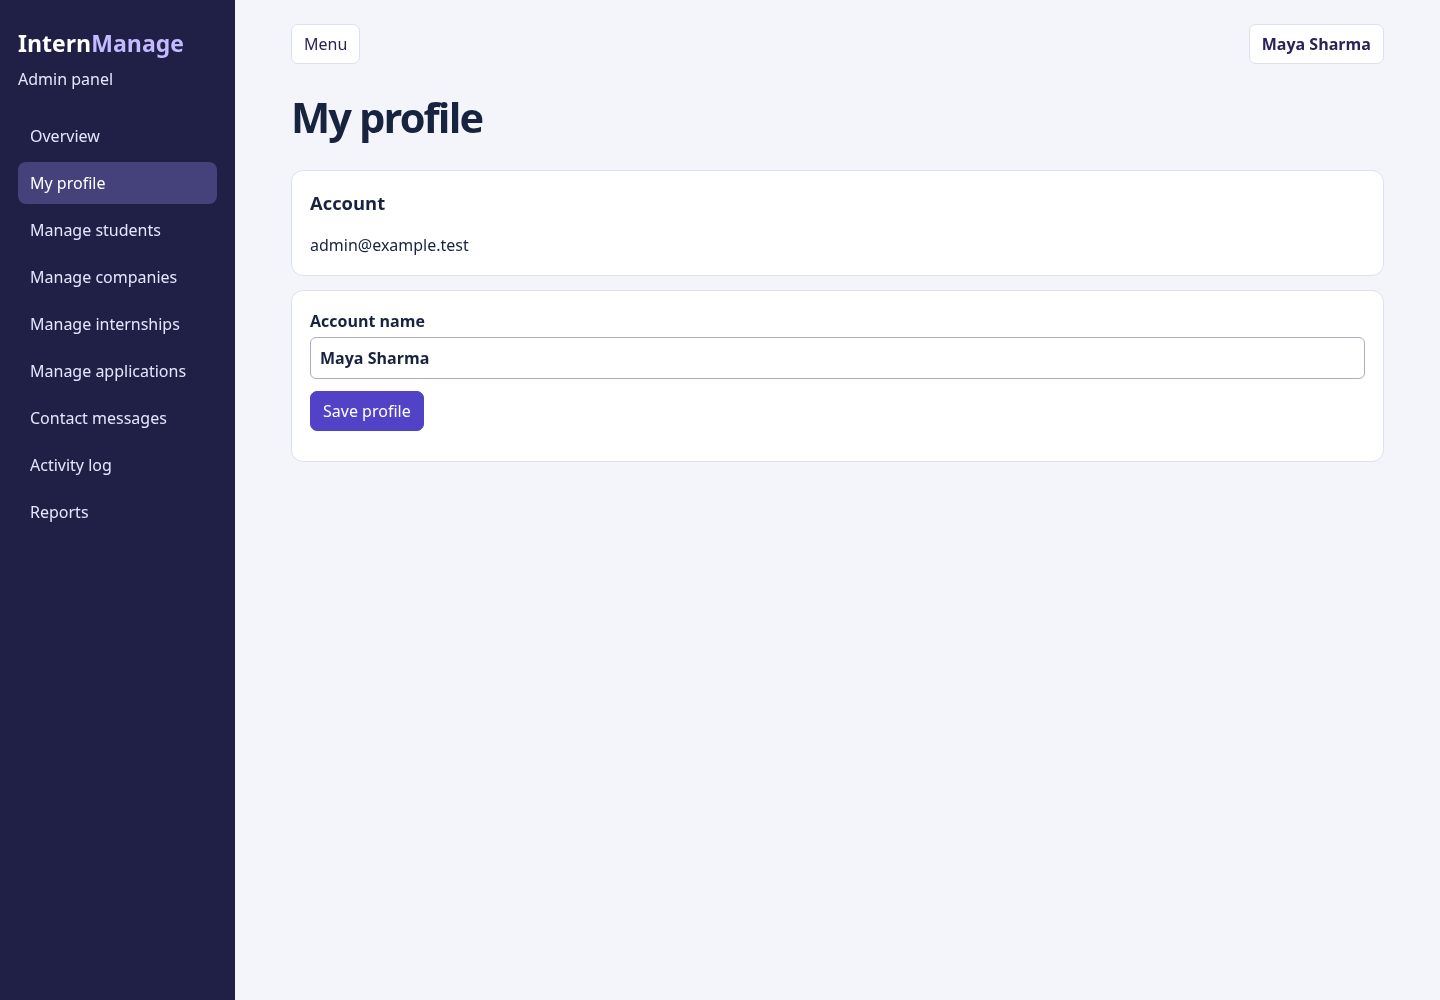 InternManage
Admin panel
Overview
My profile
Manage students
Manage companies
Manage internships
Manage applications
Contact messages
Activity log
Reports
Menu
Maya Sharma
My profile
Account
admin@example.test
Account name
Maya Sharma
Save profile